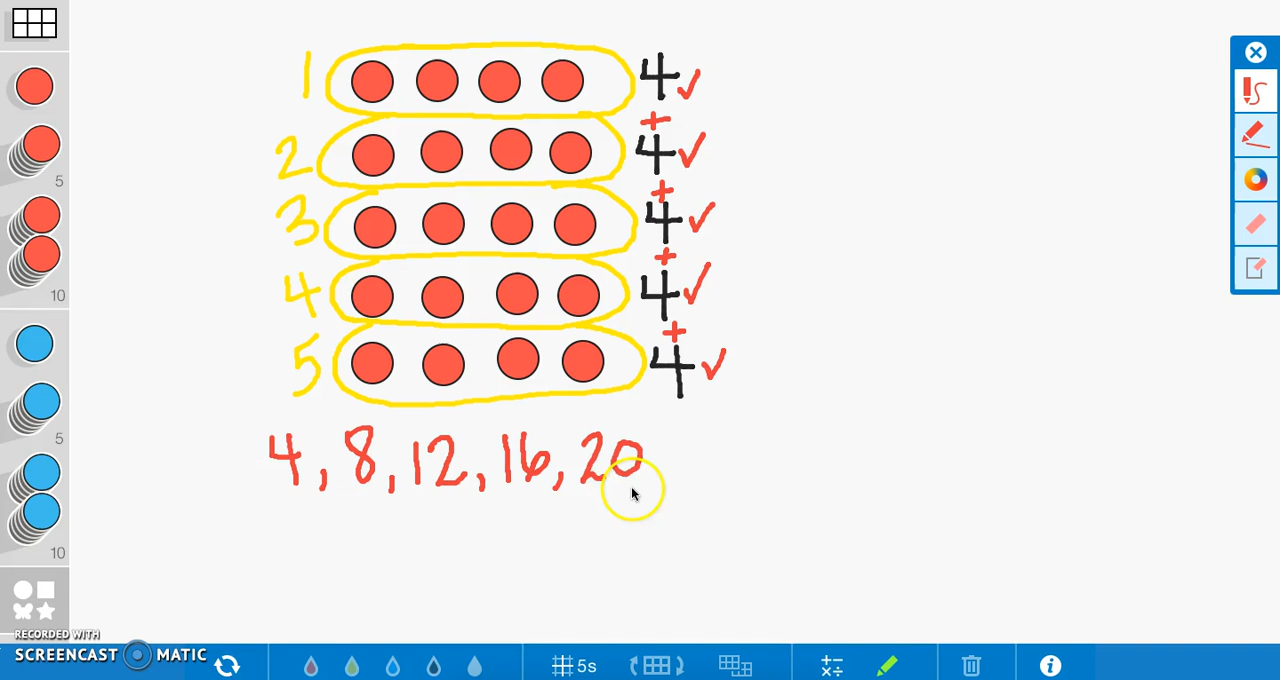 1 4 ✓
+
2 4 ✓
+
3 4 ✓
+
4 4 ✓
+
5 4 ✓
4, 8, 12, 16, 20
5
10
5
10
RECORDED WITH
SCREENCAST MATIC
5s